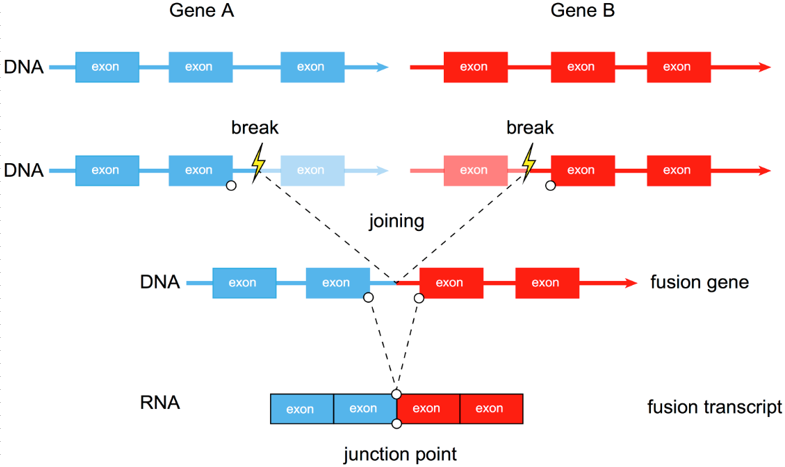 Gene A Gene B
DNA exon exon exon exon exon exon
break break
DNA exon exon exon exon exon exon
joining
DNA exon exon exon exon fusion gene
RNA exon exon exon exon fusion transcript
junction point